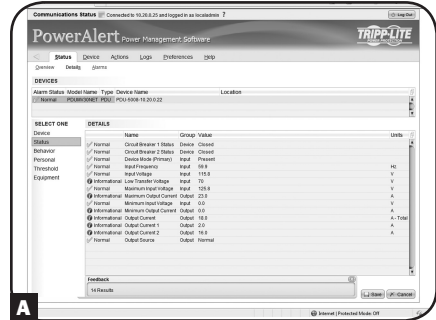 Communications Status Connected to 10.20.0.25 and logged in as localadmin ?
Log Out
PowerAlert Power Management Software
TRIPP-LITE
POWER PROTECTION
Status Device Actions Logs Preferences Help
Overview Details Alarms
DEVICES
Alarm Status Model Name Type Device Name Location
Normal PDU PDU-5008-10.20.0.22
SELECT ONE
Device
Status
Behavior
Personal
Threshold
Equipment
DETAILS
Name Group Value Units
Normal Circuit Breaker 1 Status Device Closed
Normal Circuit Breaker 2 Status Device Closed
Normal Device Mode (Primary) Input Present
Normal Input Frequency Input 59.9 Hz
Normal Input Voltage Input 115.0 V
Informational Low Transfer Voltage Input 70 V
Informational Maximum Output Current Output 23.0 A
Normal Maximum Input Voltage Input 125.8 V
Normal Minimum Input Voltage Input 0.0 V
Informational Minimum Output Current Output 0.0 A
Informational Output Current Output 18.0 A - Total
Informational Output Current 1 Output 2.0 A
Informational Output Current 2 Output 16.0 A
Normal Output Source Output Normal
Feedback
14 Results
Save Cancel
A
Internet | Protected Mode: Off